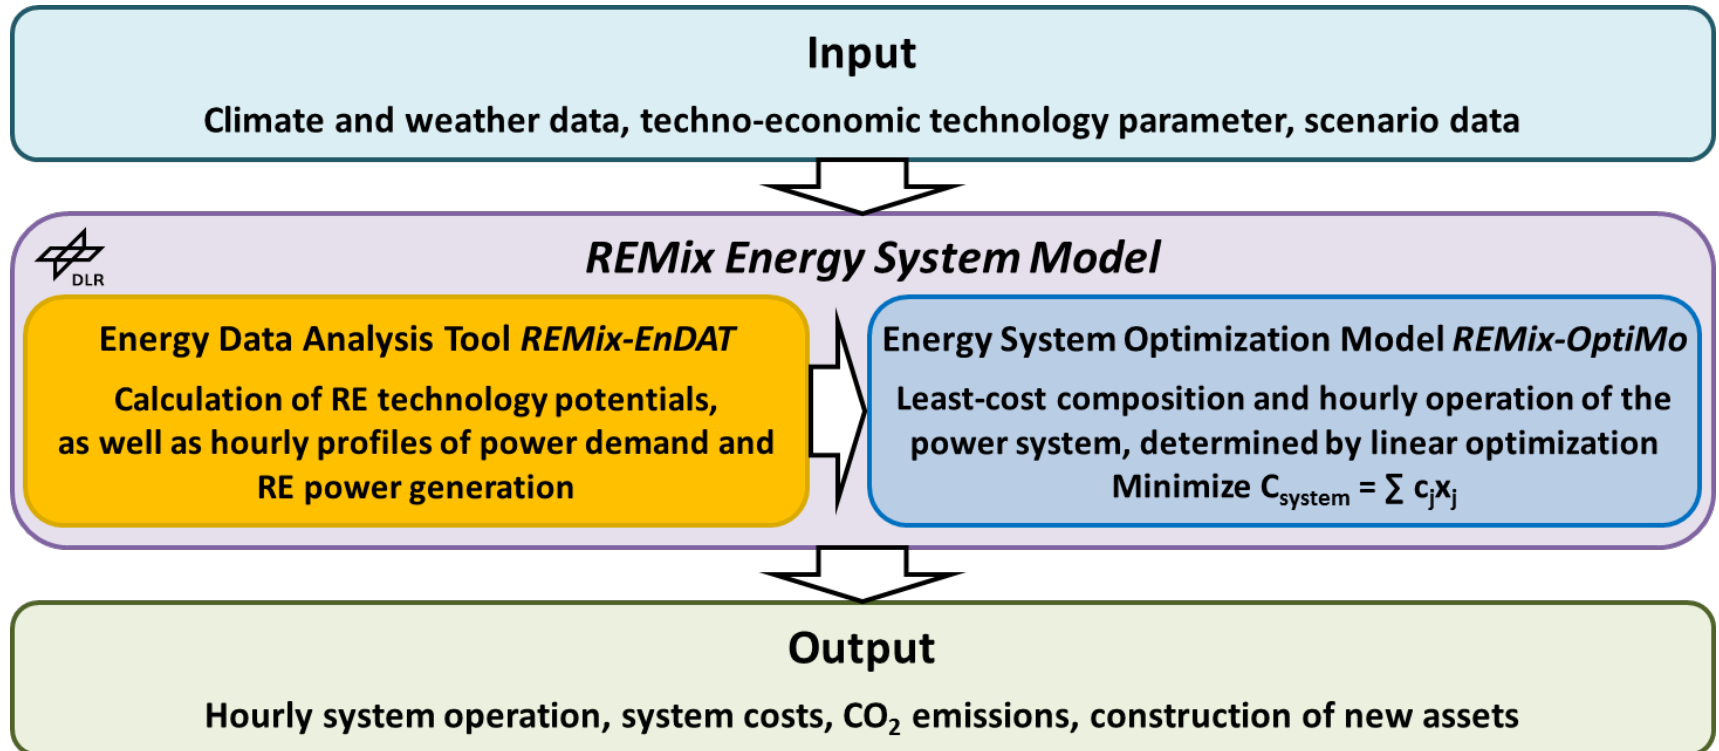 Input
Climate and weather data, techno-economic technology parameter, scenario data
DLR
REMix Energy System Model
Energy Data Analysis Tool REMix-EnDAT
Calculation of RE technology potentials,
as well as hourly profiles of power demand and
RE power generation
Energy System Optimization Model REMix-OptiMo
Least-cost composition and hourly operation of the
power system, determined by linear optimization
Minimize C_system = ∑ c_jx_j
Output
Hourly system operation, system costs, CO₂ emissions, construction of new assets